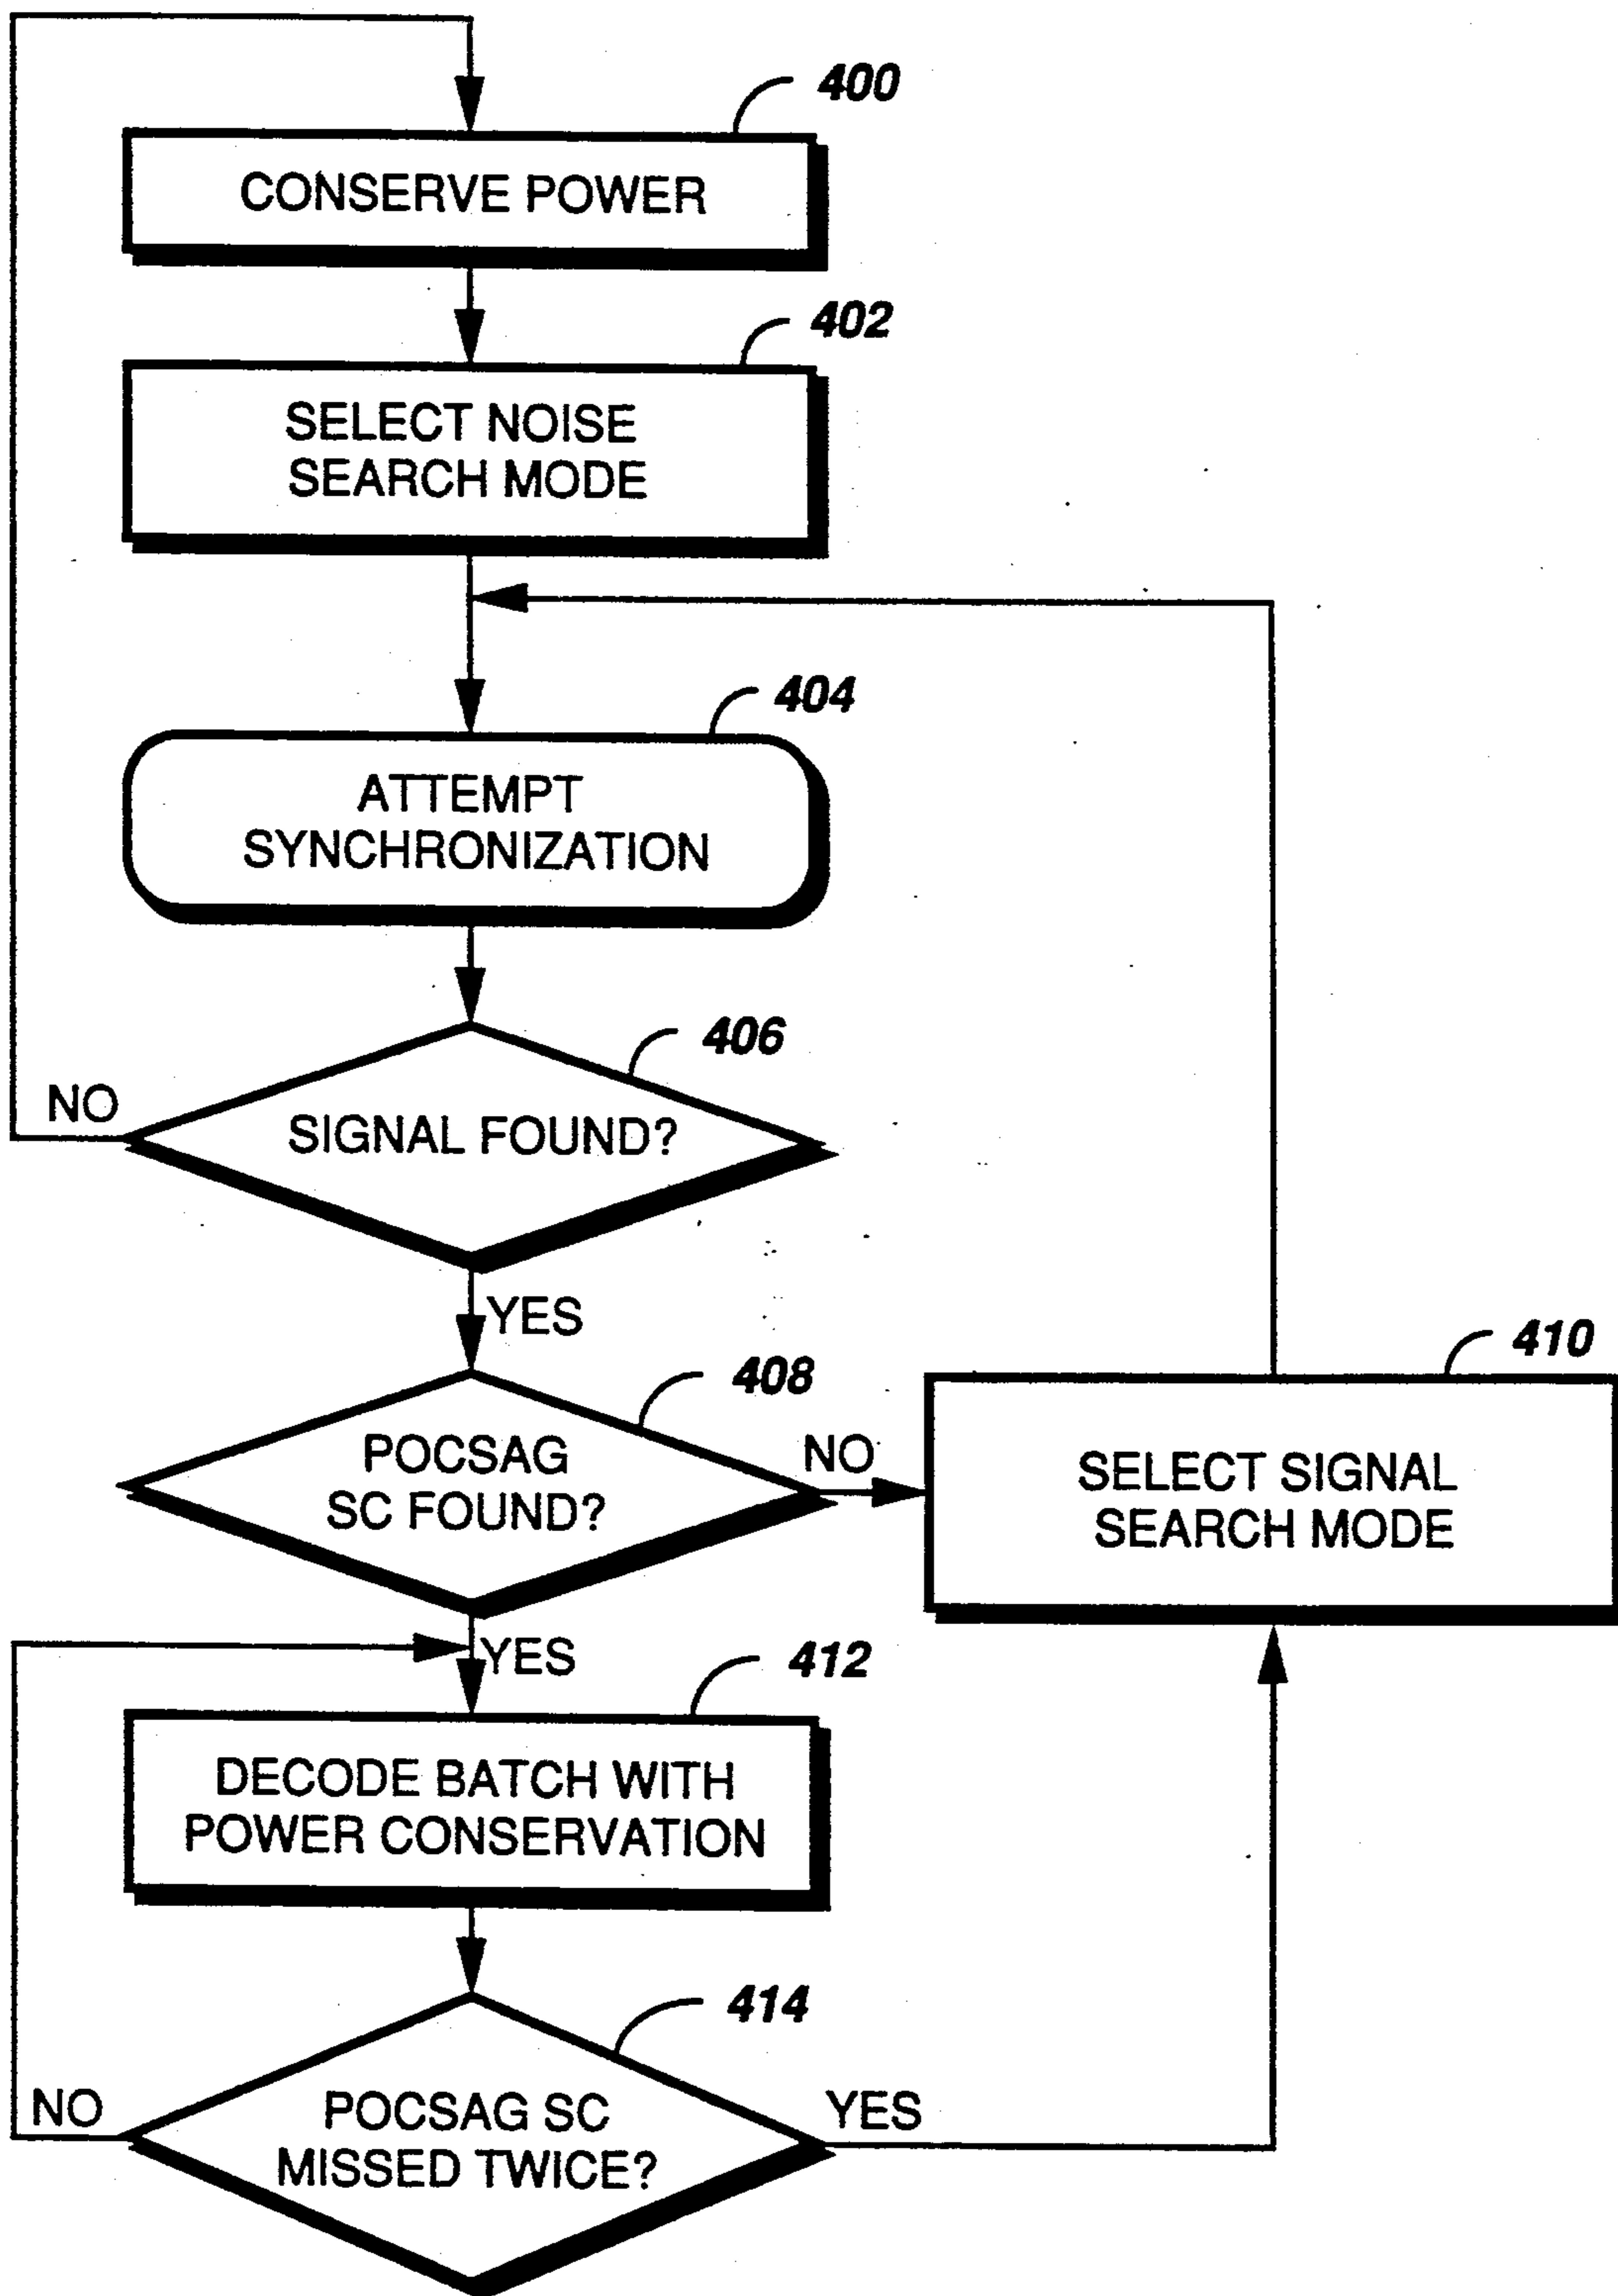 400
CONSERVE POWER
402
SELECT NOISE
SEARCH MODE
404
ATTEMPT
SYNCHRONIZATION
406
NO
SIGNAL FOUND?
YES
408
POCSAG
SC FOUND?
NO
410
SELECT SIGNAL
SEARCH MODE
YES
412
DECODE BATCH WITH
POWER CONSERVATION
414
NO
POCSAG SC
MISSED TWICE?
YES